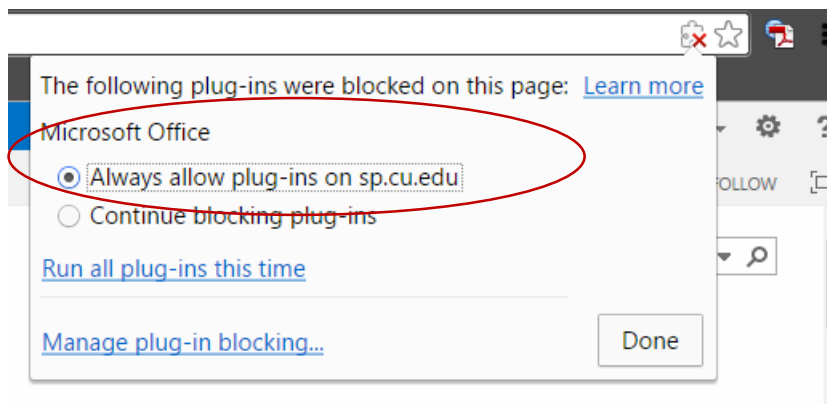 The following plug-ins were blocked on this page: Learn more
Microsoft Office
Always allow plug-ins on sp.cu.edu
FOLLOW
Continue blocking plug-ins
Run all plug-ins this time
Manage plug-in blocking...
Done